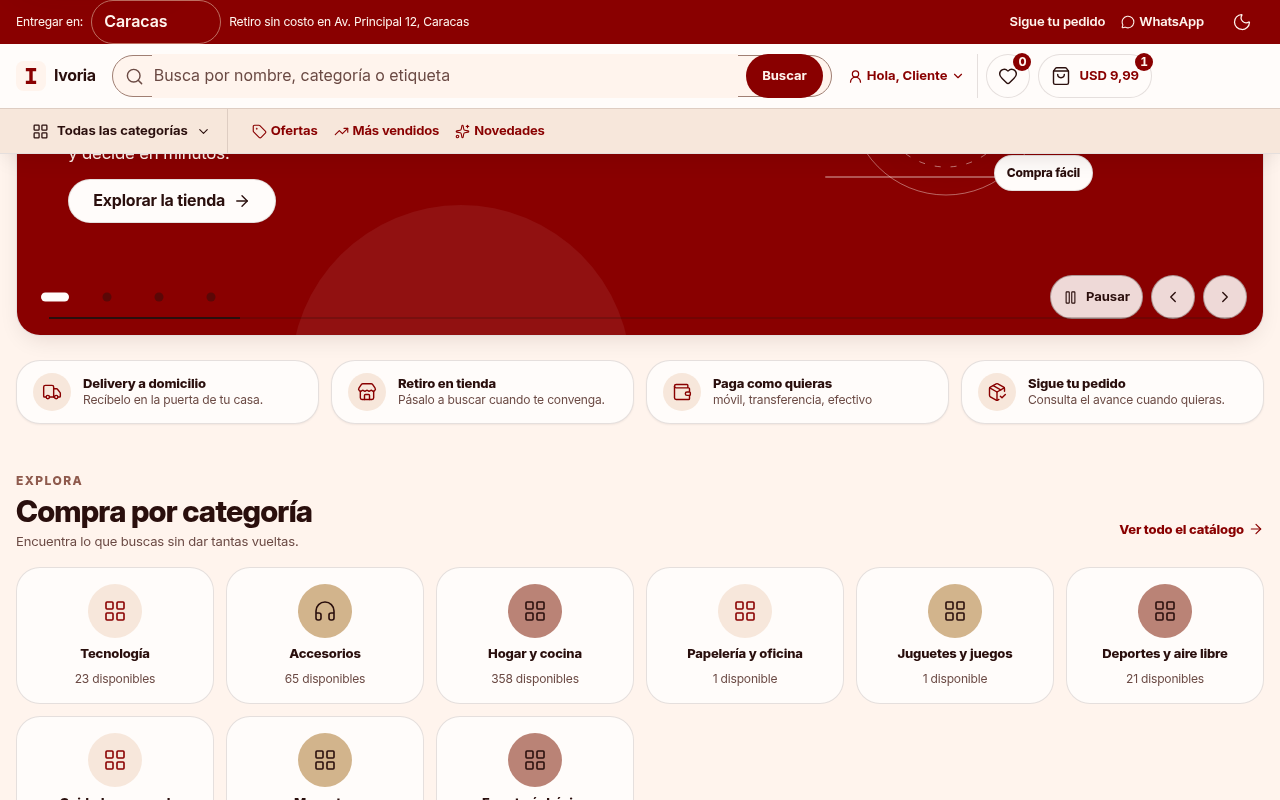 Entregar en: Caracas Retiro sin costo en Av. Principal 12, Caracas Sigue tu pedido WhatsApp
I Ivoria Busca por nombre, categoría o etiqueta Buscar Hola, Cliente 0 USD 9,99 1
Todas las categorías Ofertas Más vendidos Novedades
y decide en minutos.
Compra fácil
Explorar la tienda
Pausar
Delivery a domicilio
Recíbelo en la puerta de tu casa.
Retiro en tienda
Pásalo a buscar cuando te convenga.
Paga como quieras
móvil, transferencia, efectivo
Sigue tu pedido
Consulta el avance cuando quieras.
EXPLORA
Compra por categoría
Encuentra lo que buscas sin dar tantas vueltas.
Ver todo el catálogo
Tecnología
23 disponibles
Accesorios
65 disponibles
Hogar y cocina
358 disponibles
Papelería y oficina
1 disponible
Juguetes y juegos
1 disponible
Deportes y aire libre
21 disponibles